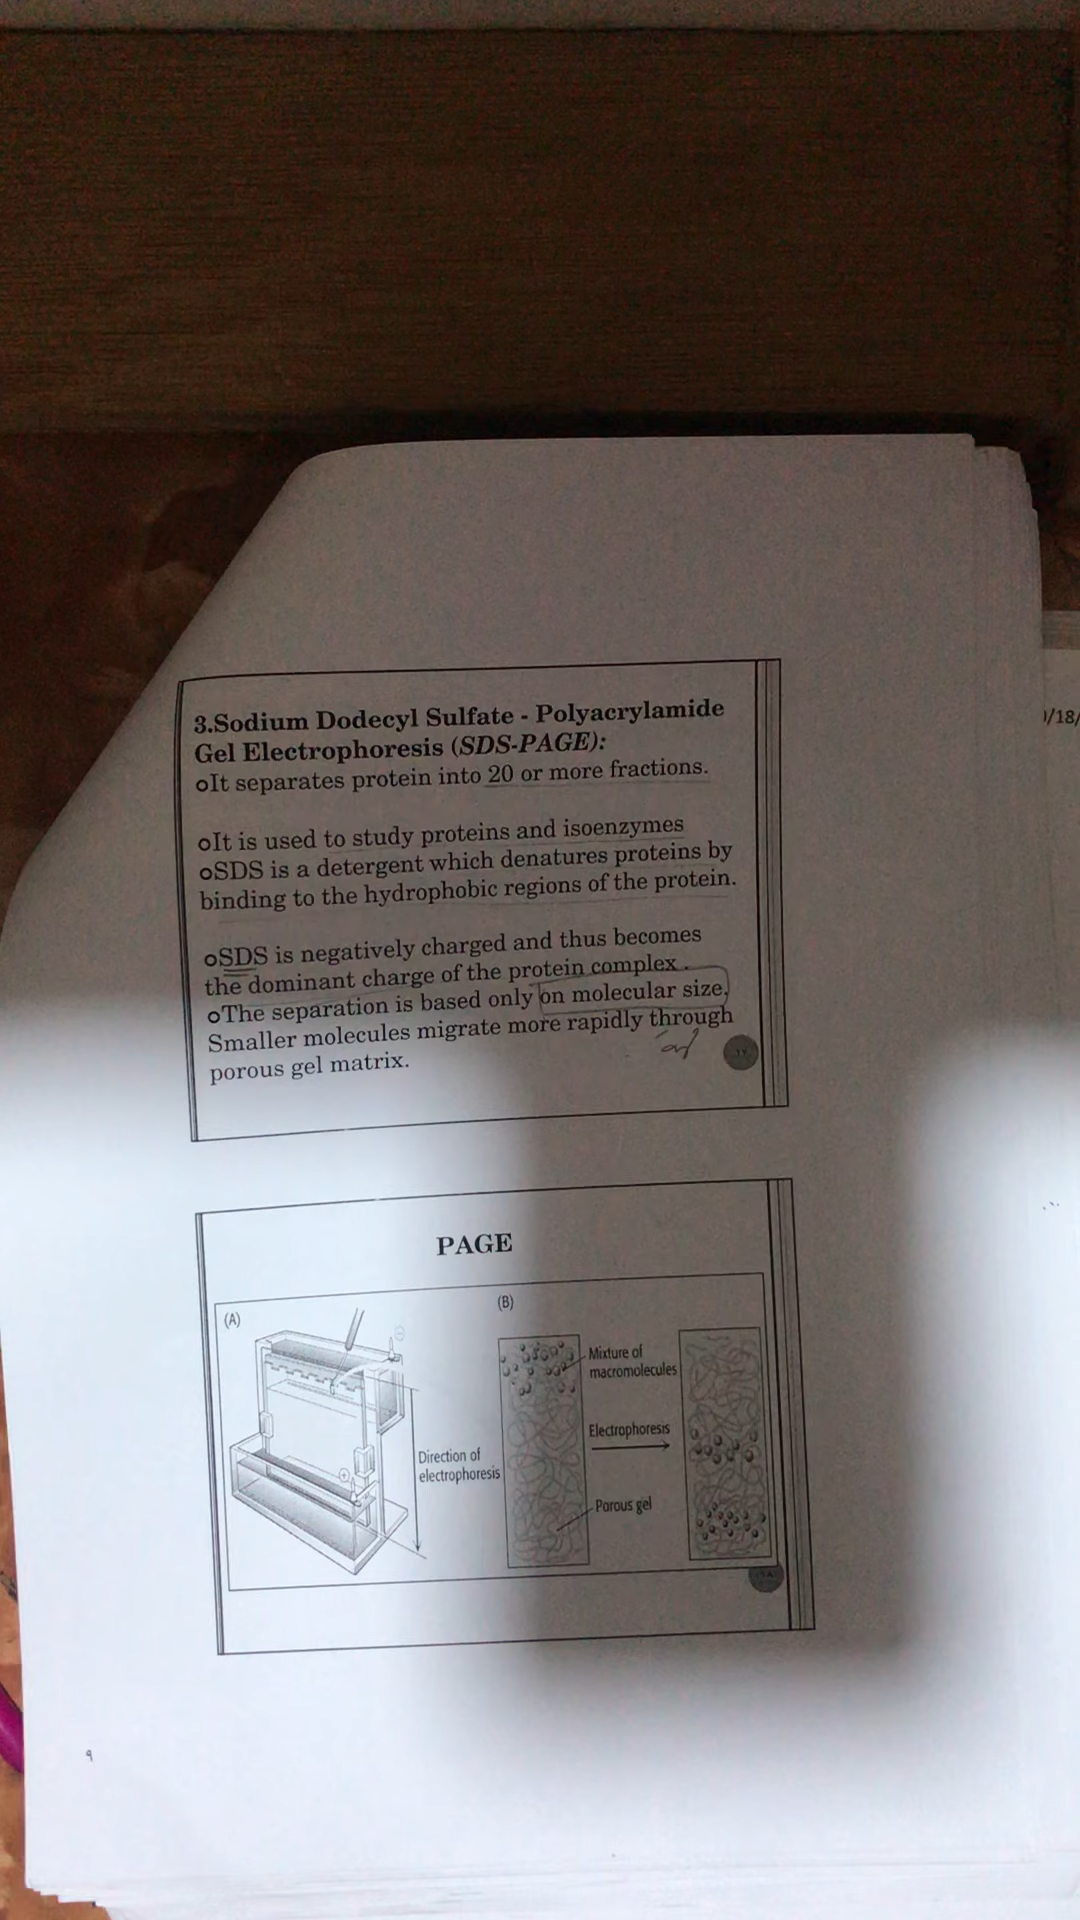 3.Sodium Dodecyl Sulfate - Polyacrylamide
Gel Electrophoresis (SDS-PAGE):
oIt separates protein into 20 or more fractions.
oIt is used to study proteins and isoenzymes
oSDS is a detergent which denatures proteins by
binding to the hydrophobic regions of the protein.
oSDS is negatively charged and thus becomes
the dominant charge of the protein complex.
oThe separation is based only on molecular size.
Smaller molecules migrate more rapidly through
porous gel matrix.
PAGE
(A)
(B)
Mixture of
macromolecules
Electrophoresis
Direction of
electrophoresis
Porous gel
9
/18/